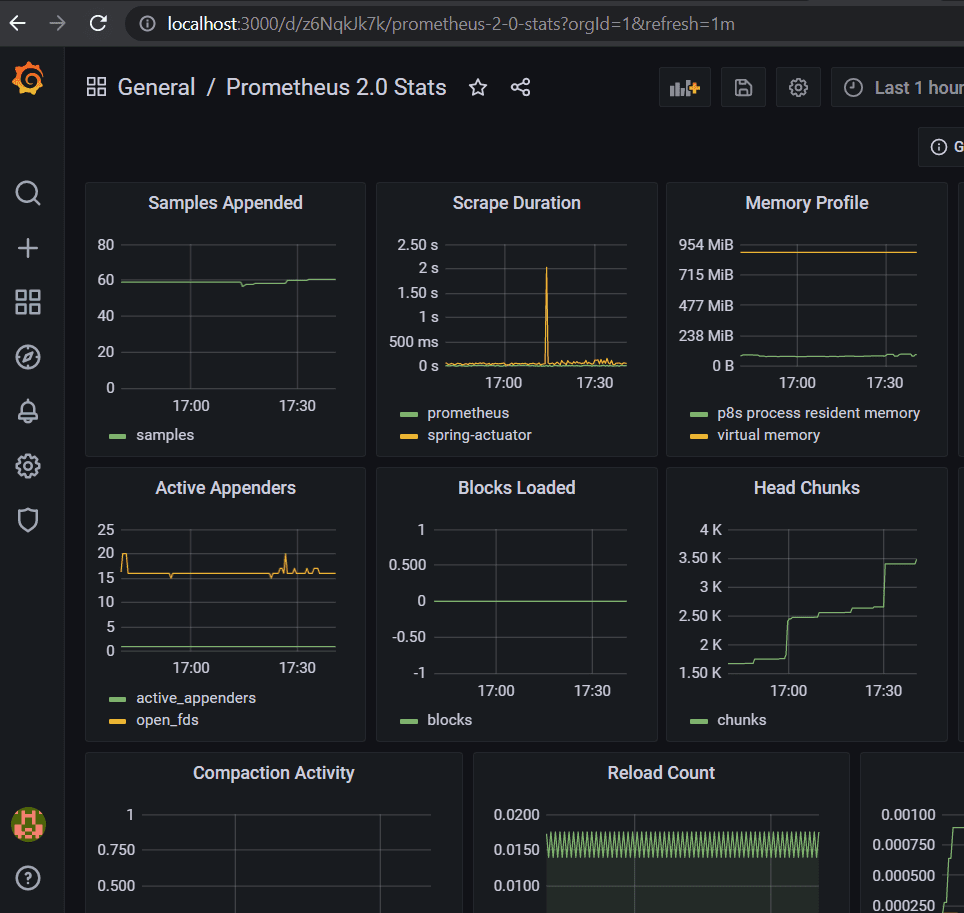 localhost:3000/d/z6NqkJk7k/prometheus-2-0-stats?orgId=1&refresh=1m
General / Prometheus 2.0 Stats
Last 1 hour
G
Samples Appended
80
60
40
20
0
17:00 17:30
samples
Scrape Duration
2.50 s
2 s
1.50 s
1 s
500 ms
0 s
17:00 17:30
prometheus
spring-actuator
Memory Profile
954 MiB
715 MiB
477 MiB
238 MiB
0 B
17:00 17:30
p8s process resident memory
virtual memory
Active Appenders
25
20
15
10
5
0
17:00 17:30
active_appenders
open_fds
Blocks Loaded
1
0.500
0
-0.50
-1
17:00 17:30
blocks
Head Chunks
4 K
3.50 K
3 K
2.50 K
2 K
1.50 K
17:00 17:30
chunks
Compaction Activity
1
0.750
0.500
Reload Count
0.0200
0.0150
0.0100
0.00100
0.000750
0.000500
0.000250